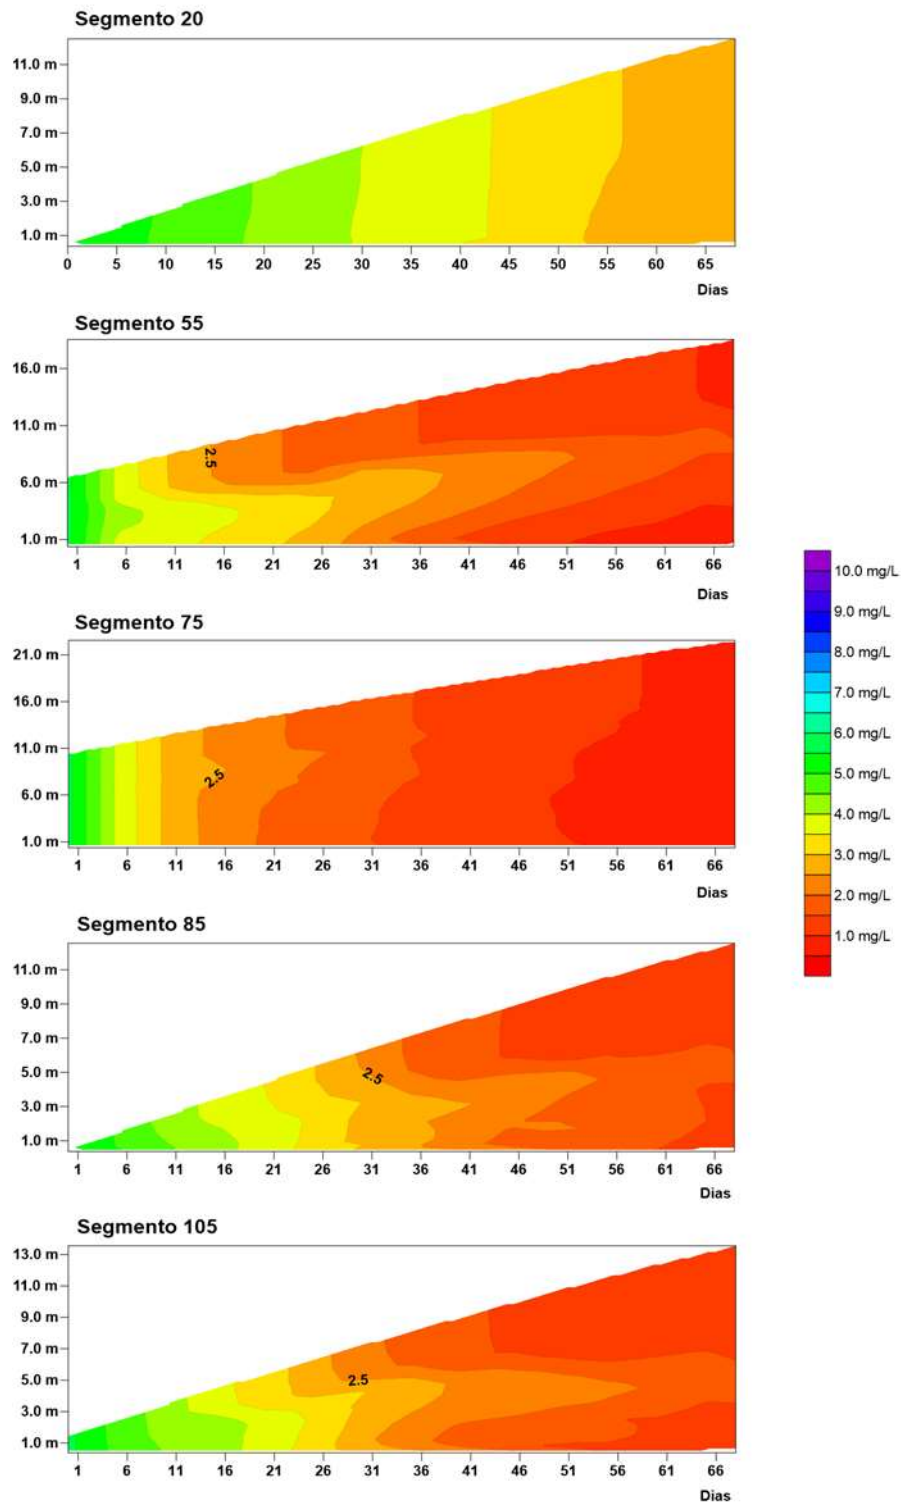 Segmento 20
11.0 m
9.0 m
7.0 m
5.0 m
3.0 m
1.0 m
0 5 10 15 20 25 30 35 40 45 50 55 60 65
Dias
Segmento 55
16.0 m
11.0 m
6.0 m
1.0 m
2.5
1 6 11 16 21 26 31 36 41 46 51 56 61 66
Dias
Segmento 75
21.0 m
16.0 m
11.0 m
6.0 m
1.0 m
2.5
1 6 11 16 21 26 31 36 41 46 51 56 61 66
Dias
Segmento 85
11.0 m
9.0 m
7.0 m
5.0 m
3.0 m
1.0 m
2.5
1 6 11 16 21 26 31 36 41 46 51 56 61 66
Dias
Segmento 105
13.0 m
11.0 m
9.0 m
7.0 m
5.0 m
3.0 m
1.0 m
2.5
1 6 11 16 21 26 31 36 41 46 51 56 61 66
Dias
10.0 mg/L
9.0 mg/L
8.0 mg/L
7.0 mg/L
6.0 mg/L
5.0 mg/L
4.0 mg/L
3.0 mg/L
2.0 mg/L
1.0 mg/L